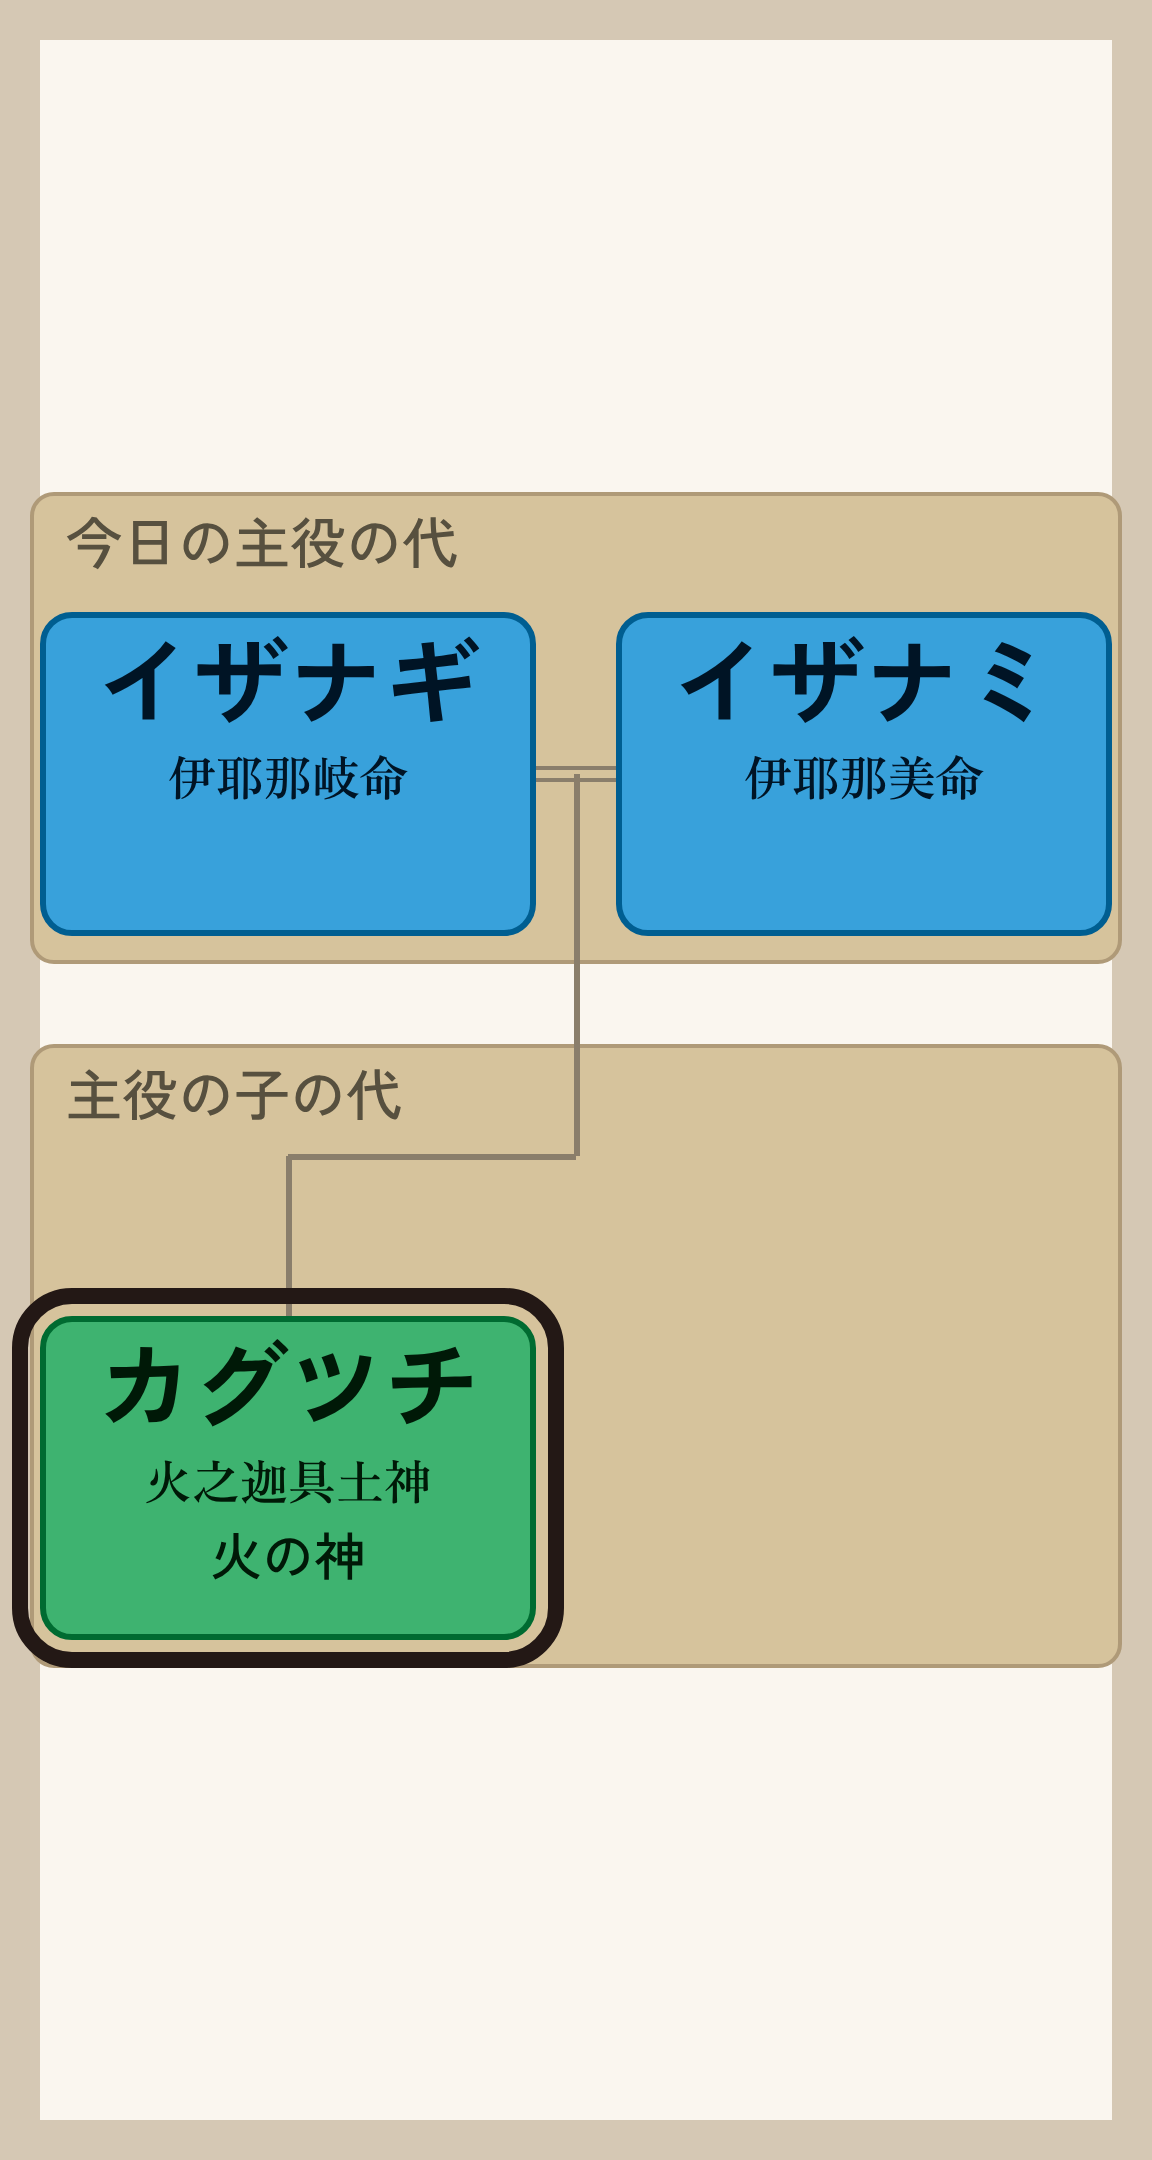 今日の主役の代
イザナギ
伊耶那岐命
イザナミ
伊耶那美命
主役の子の代
カグツチ
火之迦具土神
火の神